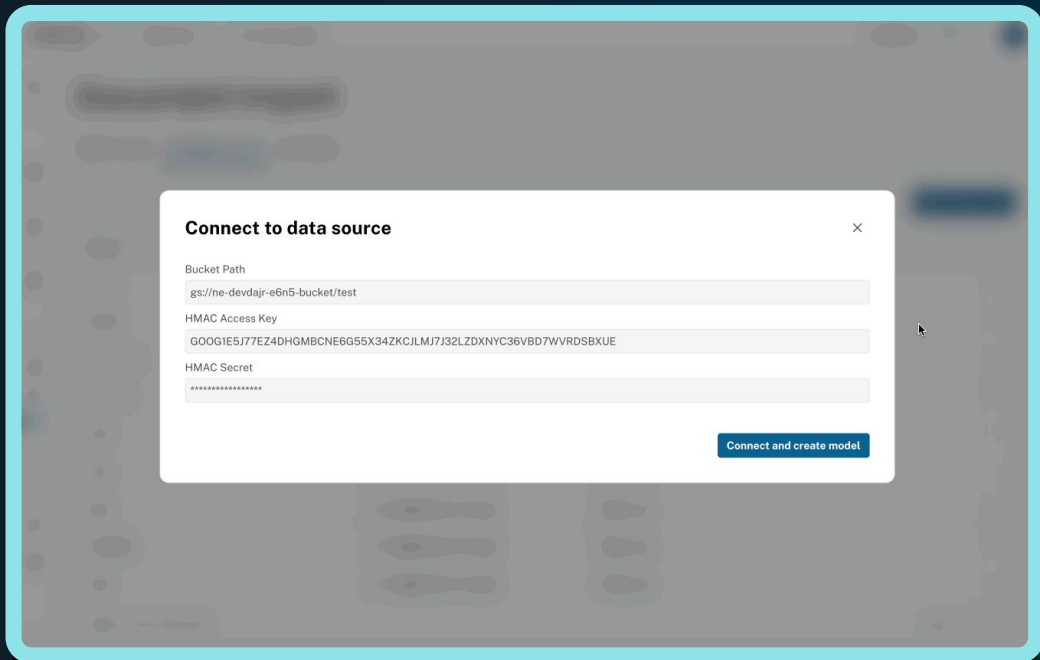 Connect to data source
Bucket Path
gs://ne-devdajr-e6n5-bucket/test
HMAC Access Key
GOOG1E5J77EZ4DHGMBCNE6G55X34ZKCJLMJ7J32LZDXNYC36VBD7WVRDSBXUE
HMAC Secret
*****************
Connect and create model